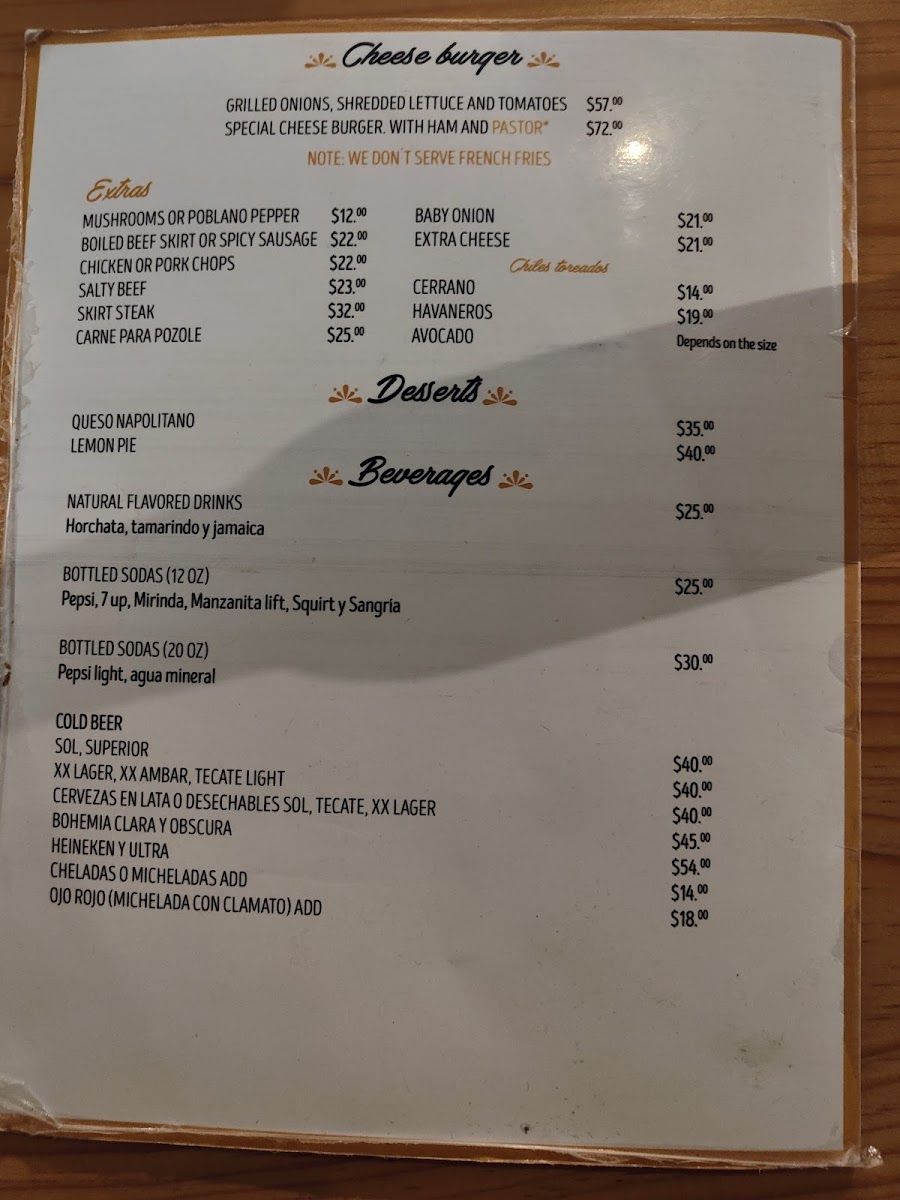 Cheese burger
GRILLED ONIONS, SHREDDED LETTUCE AND TOMATOES $57.00
SPECIAL CHEESE BURGER. WITH HAM AND PASTOR* $72.00
NOTE: WE DON´T SERVE FRENCH FRIES
Extras
MUSHROOMS OR POBLANO PEPPER $12.00
BOILED BEEF SKIRT OR SPICY SAUSAGE $22.00
CHICKEN OR PORK CHOPS $22.00
SALTY BEEF $23.00
SKIRT STEAK $32.00
CARNE PARA POZOLE $25.00
BABY ONION $21.00
EXTRA CHEESE $21.00
Chiles toreados
CERRANO $14.00
HAVANEROS $19.00
AVOCADO Depends on the size
Desserts
QUESO NAPOLITANO $35.00
LEMON PIE $40.00
Beverages
NATURAL FLAVORED DRINKS $25.00
Horchata, tamarindo y jamaica
BOTTLED SODAS (12 OZ) $25.00
Pepsi, 7 up, Mirinda, Manzanita lift, Squirt y Sangría
BOTTLED SODAS (20 OZ) $30.00
Pepsi light, agua mineral
COLD BEER
SOL, SUPERIOR $40.00
XX LAGER, XX AMBAR, TECATE LIGHT $40.00
CERVEZAS EN LATA O DESECHABLES SOL, TECATE, XX LAGER $40.00
BOHEMIA CLARA Y OBSCURA $45.00
HEINEKEN Y ULTRA $54.00
CHELADAS O MICHELADAS ADD $14.00
OJO ROJO (MICHELADA CON CLAMATO) ADD $18.00